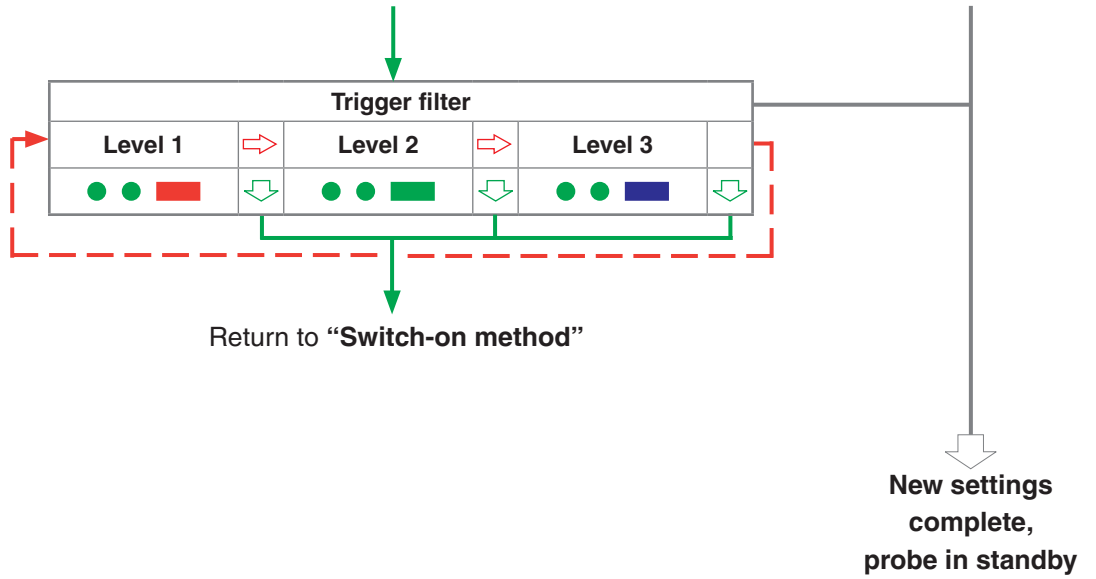 Trigger filter
Level 1 Level 2 Level 3
Return to “Switch-on method”
New settings
complete,
probe in standby